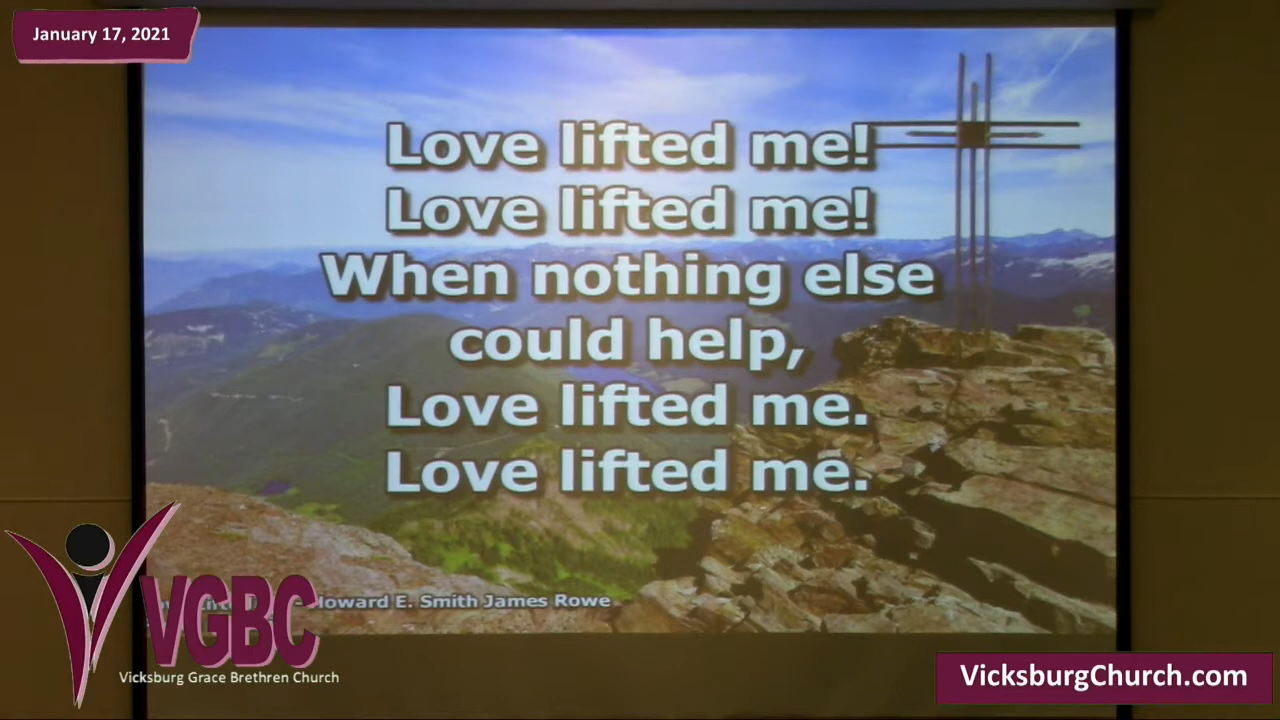 January 17, 2021
Love lifted me!
Love lifted me!
When nothing else
could help,
Love lifted me.
Love lifted me.
Howard E. Smith James Rowe
VGBC
Vicksburg Grace Brethren Church
VicksburgChurch.com